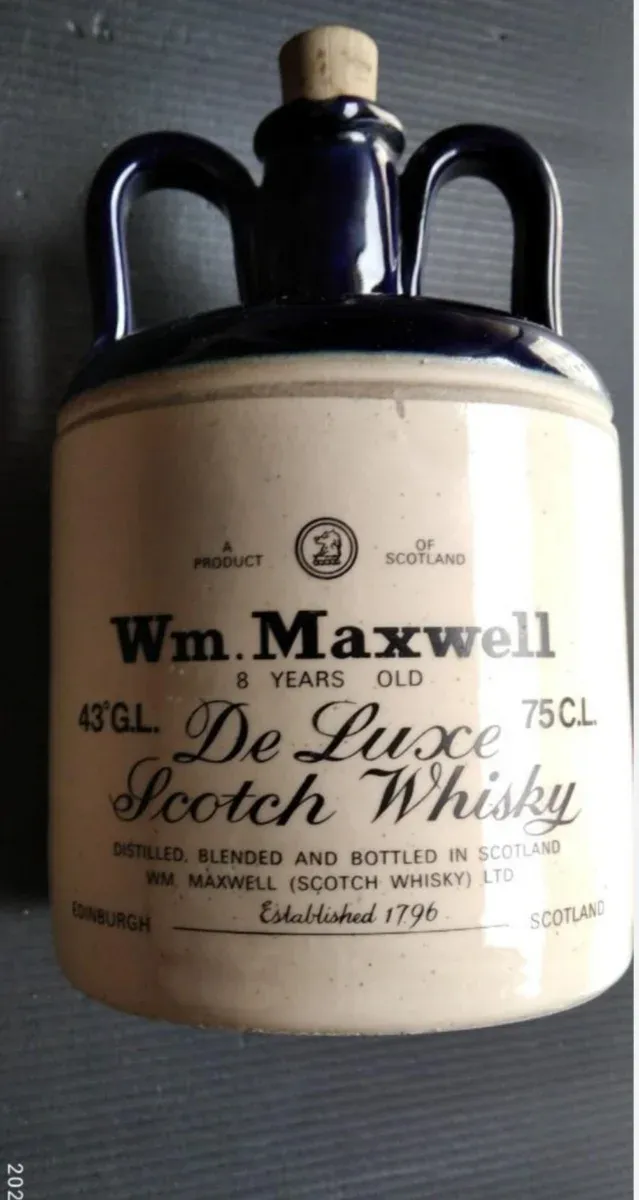 A
PRODUCT
OF
SCOTLAND
Wm. Maxwell
8 YEARS OLD
43°G.L.
75 C.L.
De Luxe
Scotch Whisky
DISTILLED, BLENDED AND BOTTLED IN SCOTLAND
WM. MAXWELL (SCOTCH WHISKY) LTD
Established 1796
EDINBURGH
SCOTLAND
202